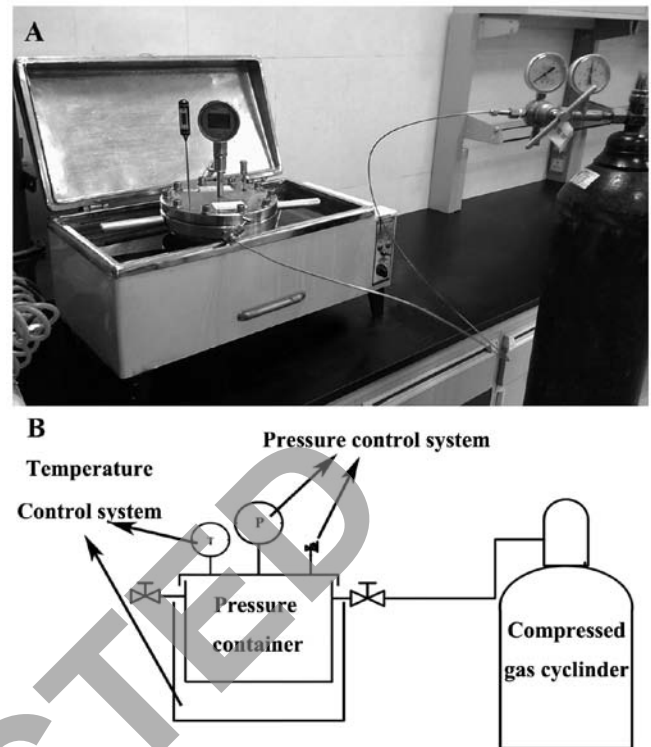 A
B
Pressure control system
Temperature
Control system
T
P
Pressure
container
Compressed
gas cyclinder